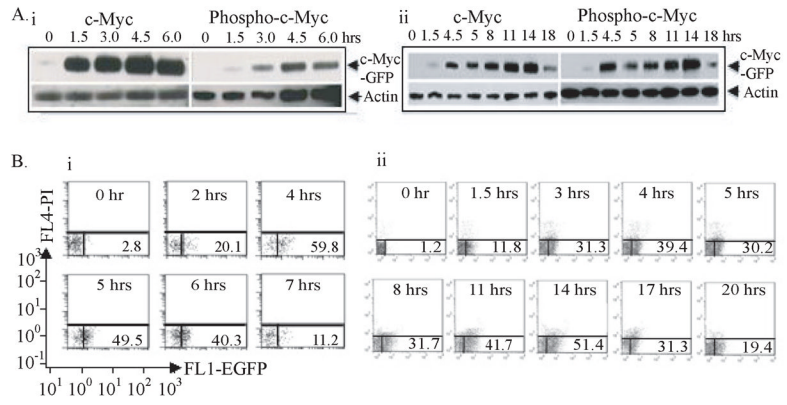 A. i c-Myc Phospho-c-Myc
0 1.5 3.0 4.5 6.0 0 1.5 3.0 4.5 6.0 hrs
c-Myc
-GFP
Actin
ii c-Myc Phospho-c-Myc
0 1.5 4.5 5 8 11 14 18 0 1.5 4.5 5 8 11 14 18 hrs
c-Myc
-GFP
Actin
B. i
FL4-PI
0 hr 2 hrs 4 hrs
2.8 20.1 59.8
5 hrs 6 hrs 7 hrs
49.5 40.3 11.2
10³
10²
10¹
10⁰
10⁻¹
FL1-EGFP
10¹ 10⁰ 10¹ 10² 10³
ii
0 hr 1.5 hrs 3 hrs 4 hrs 5 hrs
1.2 11.8 31.3 39.4 30.2
8 hrs 11 hrs 14 hrs 17 hrs 20 hrs
31.7 41.7 51.4 31.3 19.4